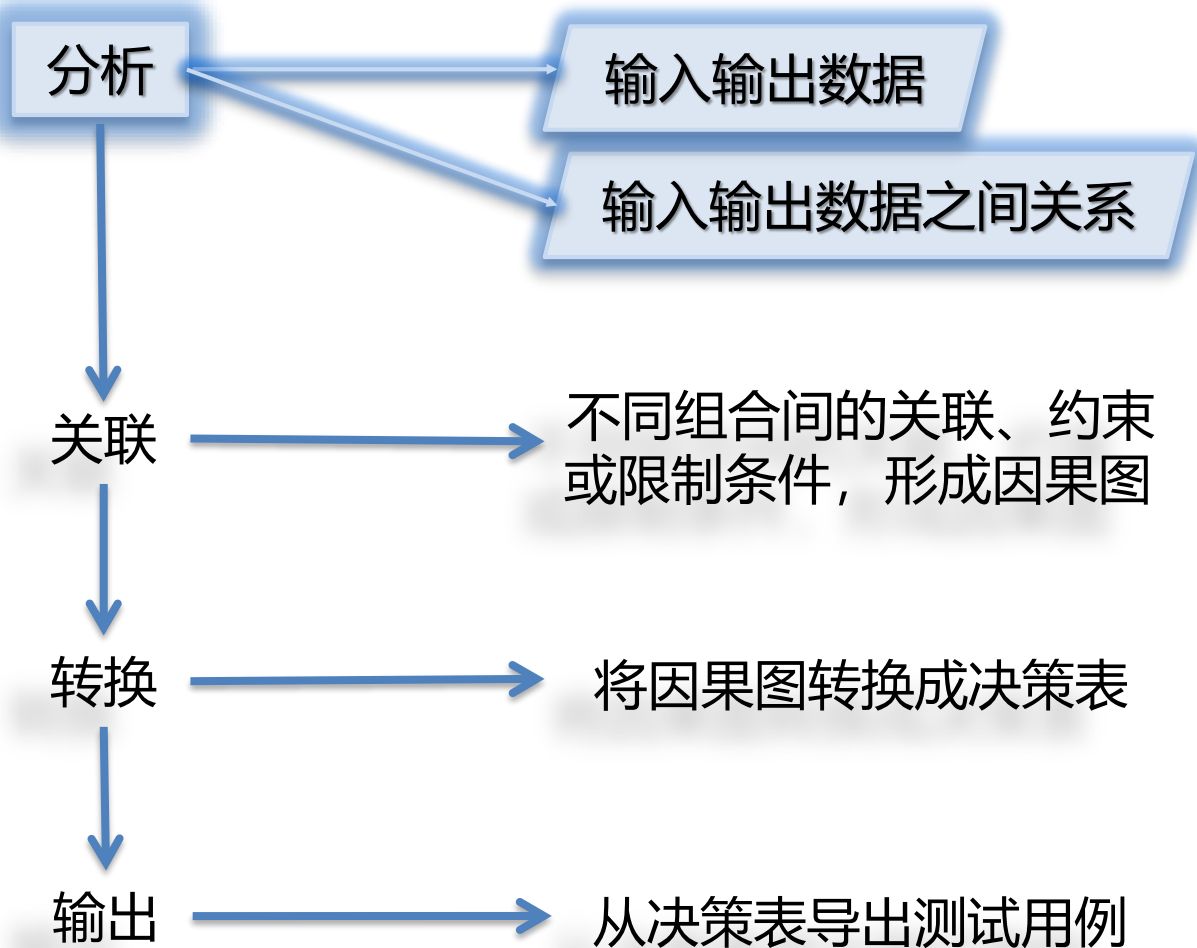 分析
输入输出数据
输入输出数据之间关系
关联
不同组合间的关联、约束
或限制条件，形成因果图
转换
将因果图转换成决策表
输出
从决策表导出测试用例